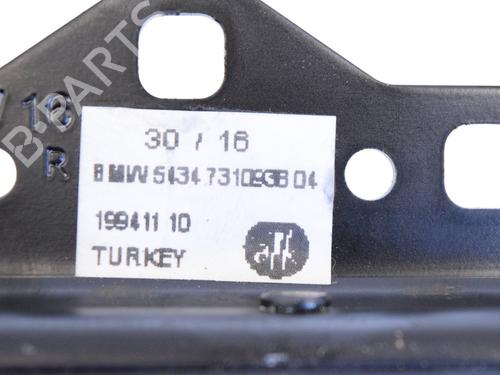 B-PARTS
/ 16
R
30 / 16
BMW 5434 7310938 04
199411 10
TURKEY